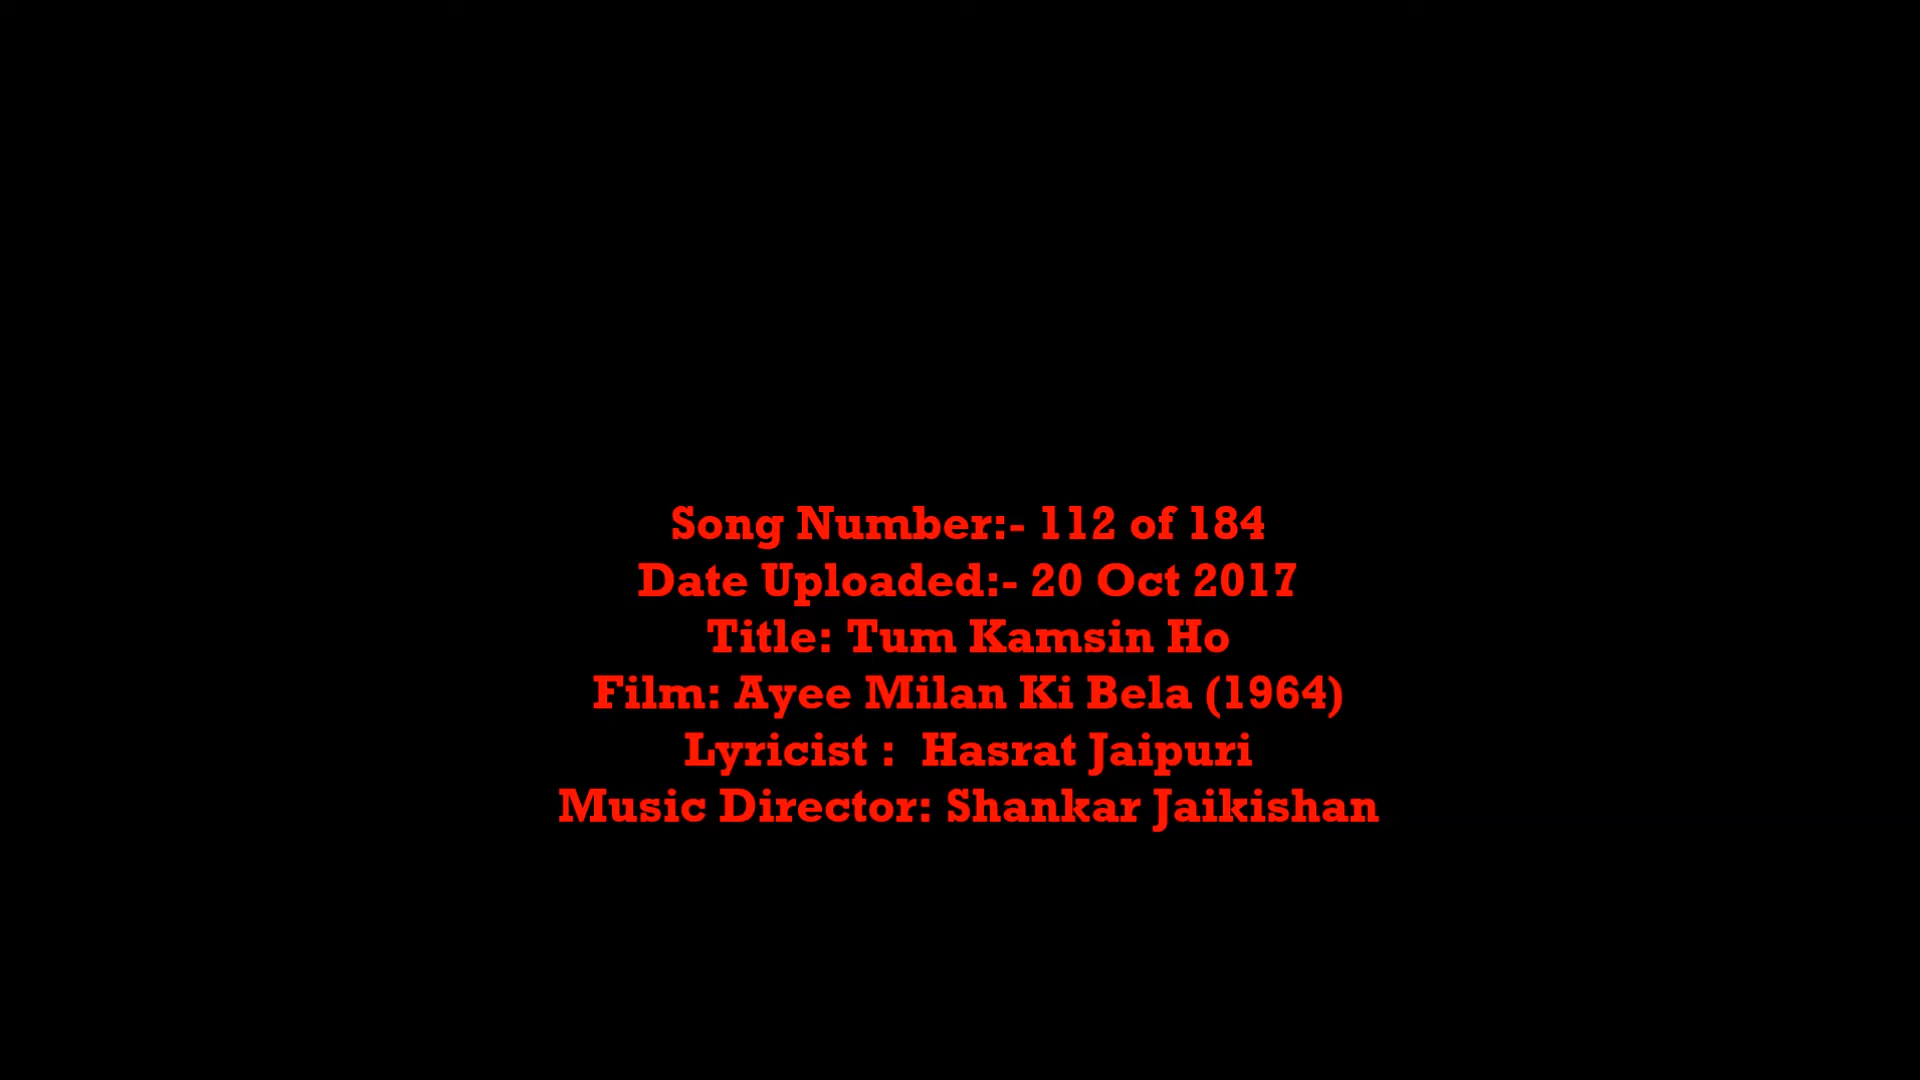 Song Number:- 112 of 184
Date Uploaded:- 20 Oct 2017
Title: Tum Kamsin Ho
Film: Ayee Milan Ki Bela (1964)
Lyricist :  Hasrat Jaipuri
Music Director: Shankar Jaikishan